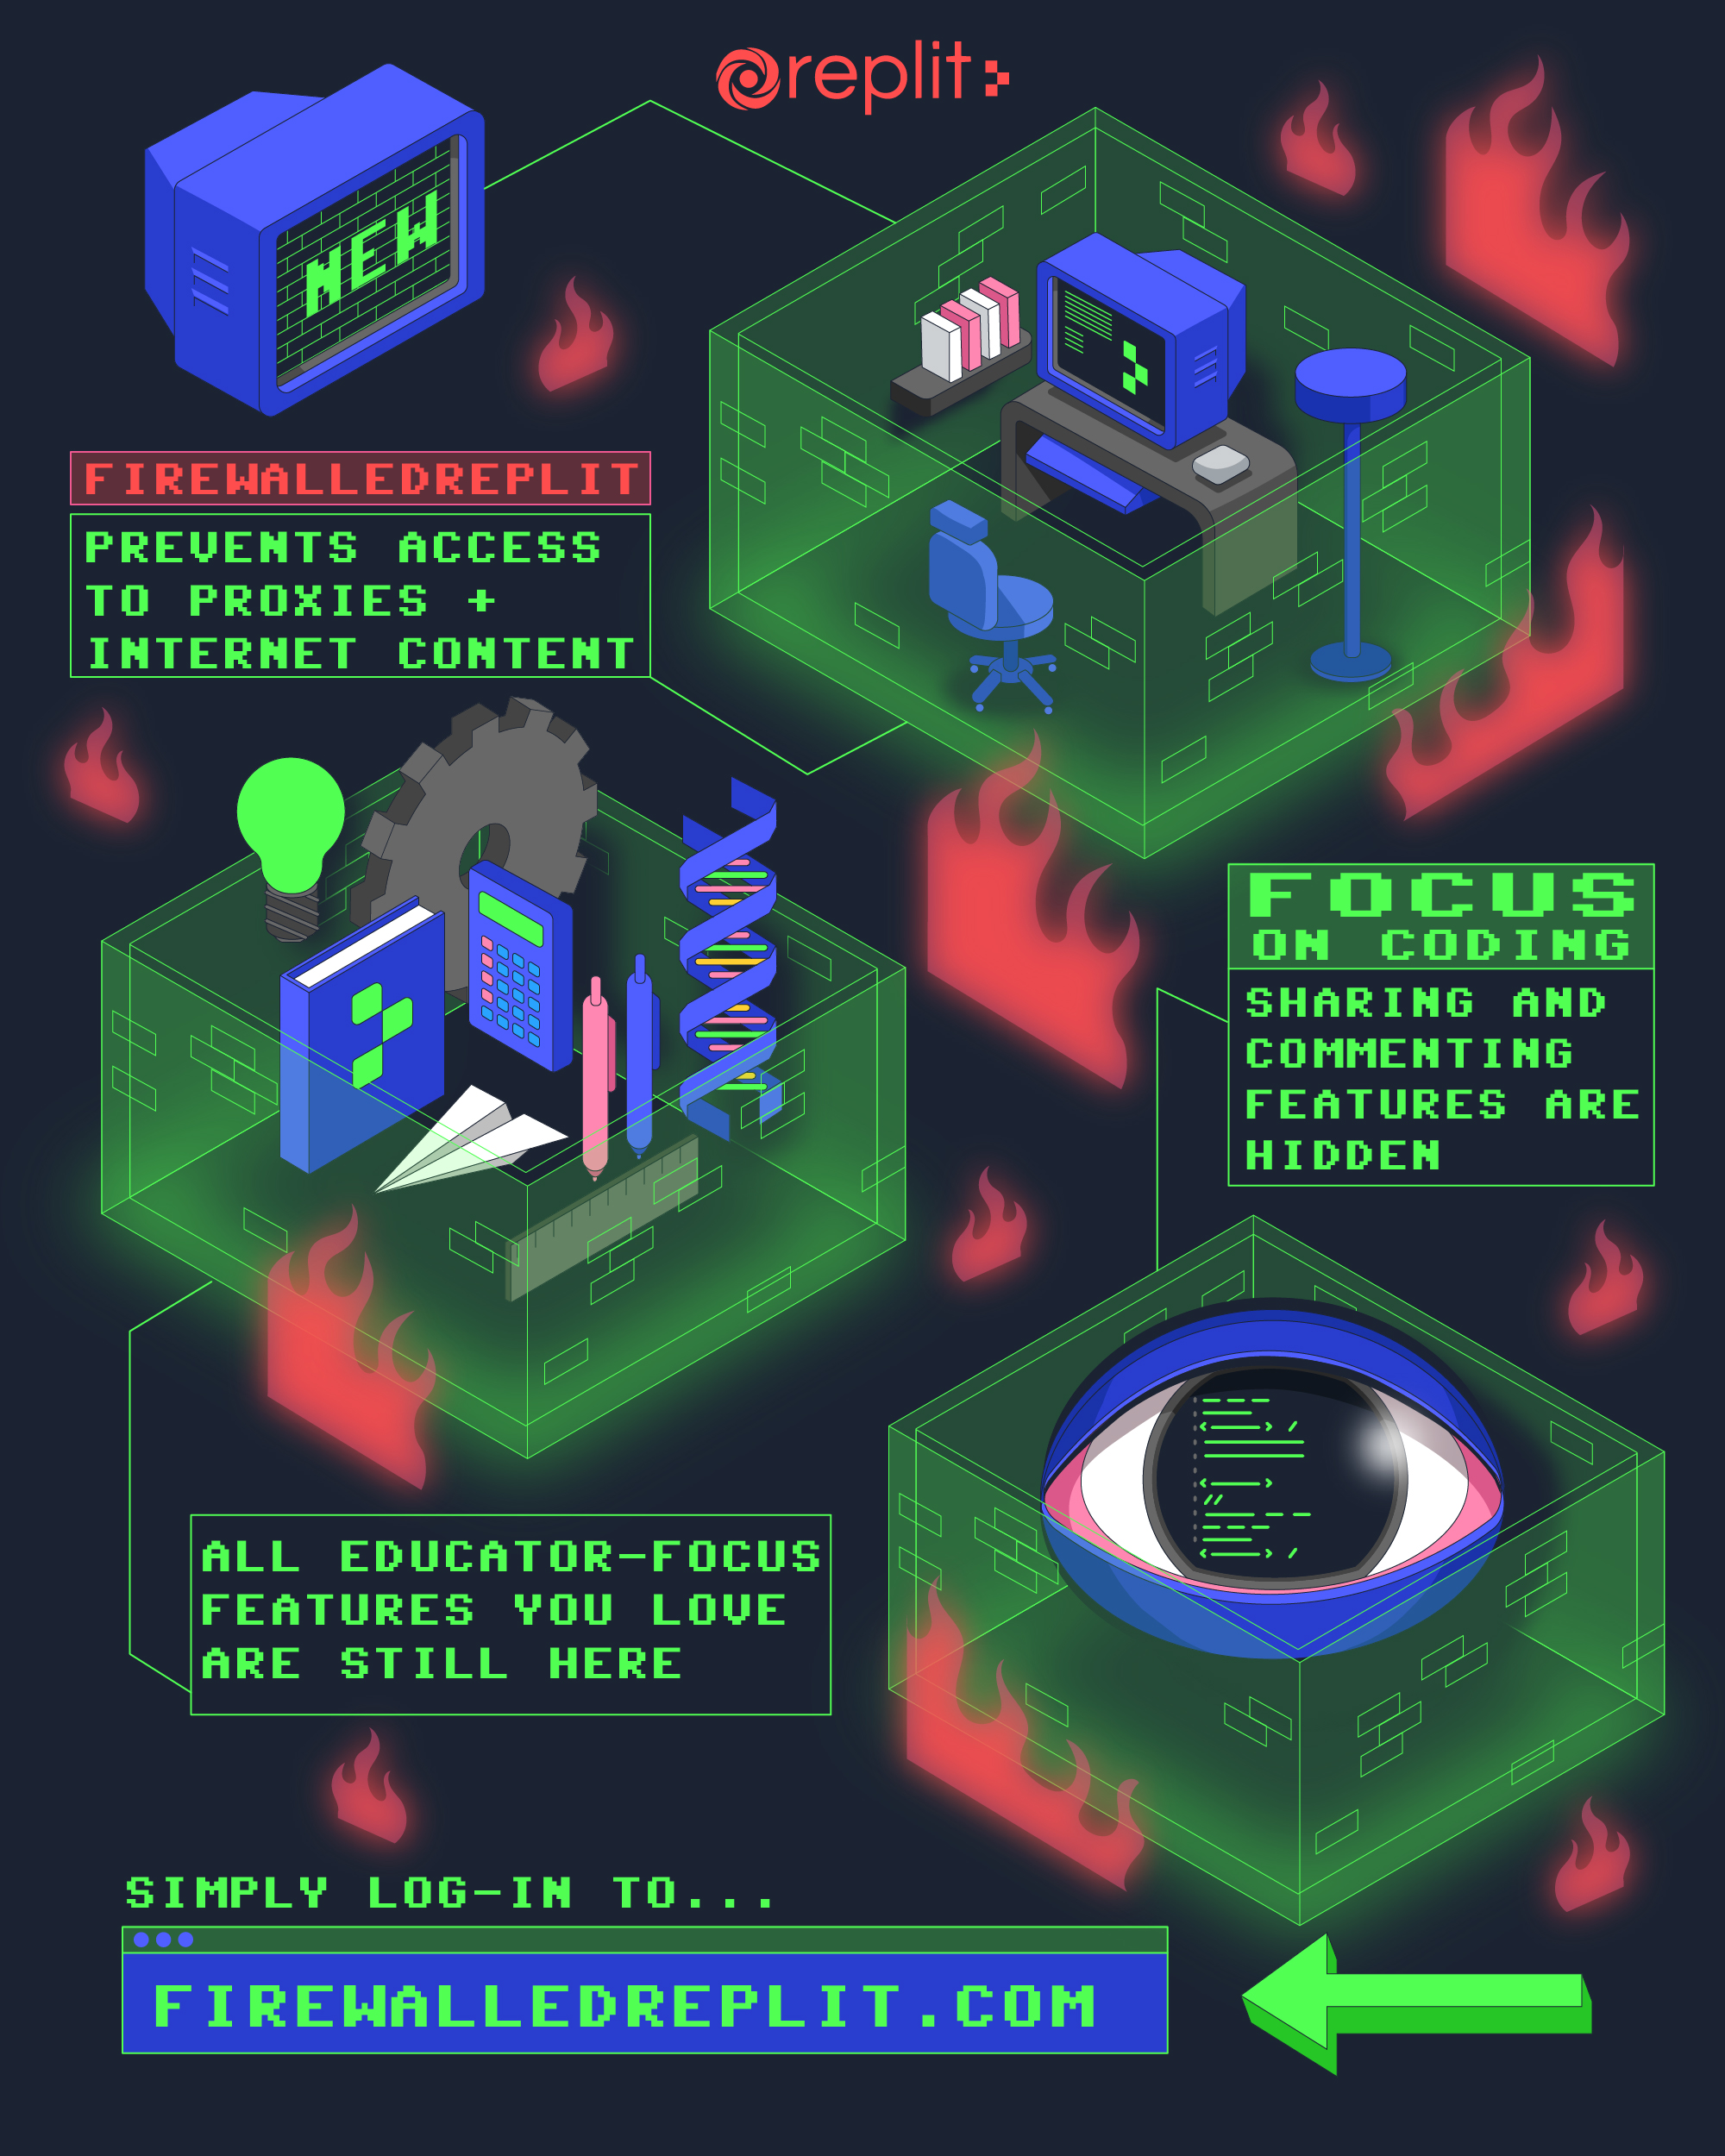 replit
NEW
FIREWALLEDREPLIT
PREVENTS ACCESS
TO PROXIES +
INTERNET CONTENT
FOCUS
ON CODING
SHARING AND
COMMENTING
FEATURES ARE
HIDDEN
ALL EDUCATOR-FOCUS
FEATURES YOU LOVE
ARE STILL HERE
SIMPLY LOG-IN TO...
FIREWALLEDREPLIT.COM